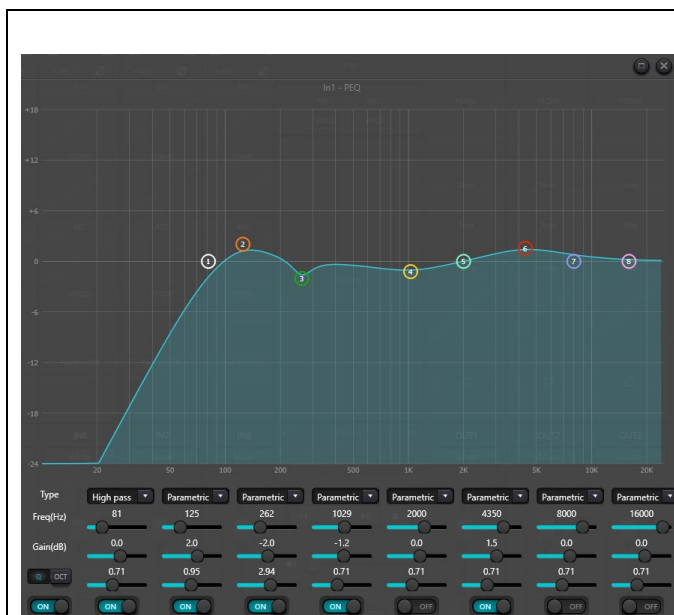 In1 - PEQ
+18
+12
+6
0
-6
-12
-18
-24
20 50 100 200 500 1K 2K 5K 10K 20K
1 2 3 4 5 6 7 8
Type High pass Parametric Parametric Parametric Parametric Parametric Parametric Parametric
Freq(Hz) 81 125 262 1029 2000 4350 8000 16000
Gain(dB) 0.0 2.0 -2.0 -1.2 0.0 1.5 0.0 0.0
Q OCT 0.71 0.95 2.94 0.71 0.71 0.71 0.71 0.71
ON ON ON ON OFF ON OFF OFF